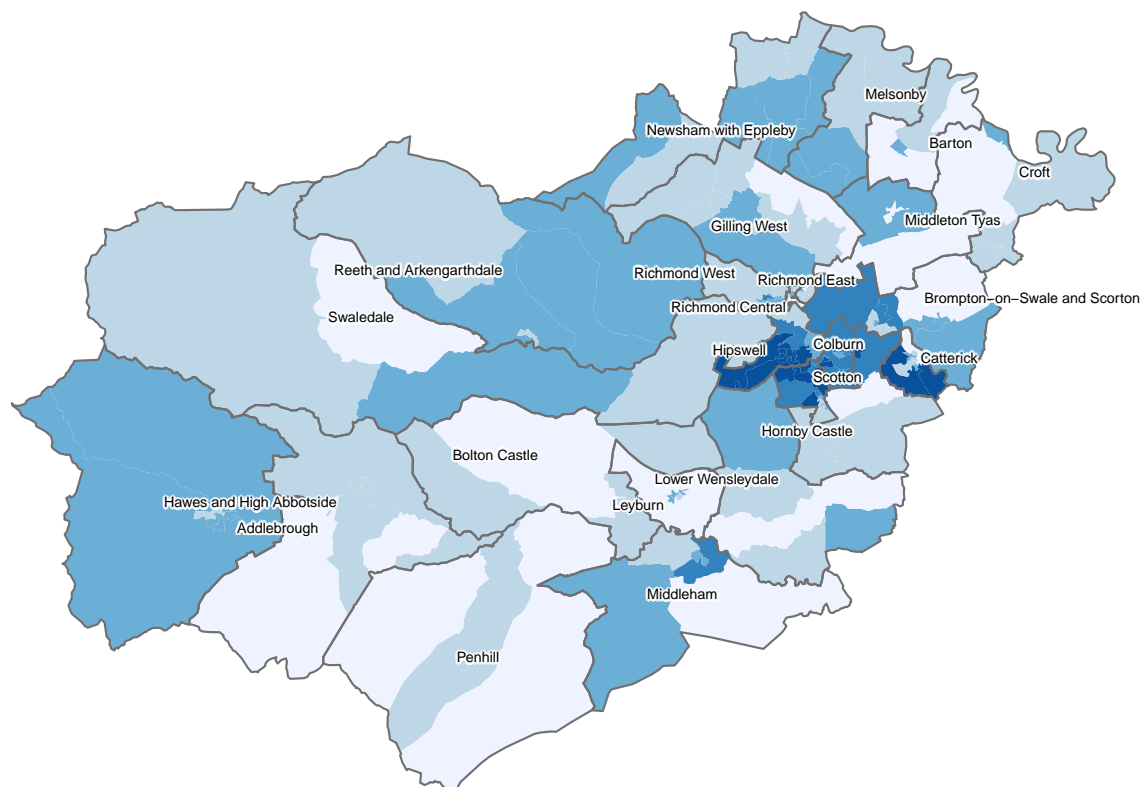 Melsonby
Newsham with Eppleby
Barton
Croft
Middleton Tyas
Gilling West
Reeth and Arkengarthdale
Richmond West
Richmond East
Brompton−on−Swale and Scorton
Richmond Central
Swaledale
Hipswell
Colburn
Catterick
Scotton
Hornby Castle
Bolton Castle
Lower Wensleydale
Hawes and High Abbotside
Leyburn
Addlebrough
Middleham
Penhill